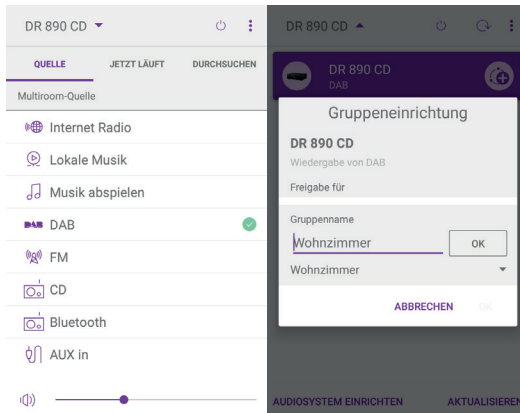 DR 890 CD
QUELLE JETZT LÄUFT DURCHSUCHEN
Multiroom-Quelle
Internet Radio
Lokale Musik
Musik abspielen
DAB DAB
FM
CD
Bluetooth
AUX in
DR 890 CD
DR 890 CD
DAB
Gruppeneinrichtung
DR 890 CD
Wiedergabe von DAB
Freigabe für
Gruppenname
Wohnzimmer OK
Wohnzimmer
ABBRECHEN OK
AUDIOSYSTEM EINRICHTEN AKTUALISIEREN